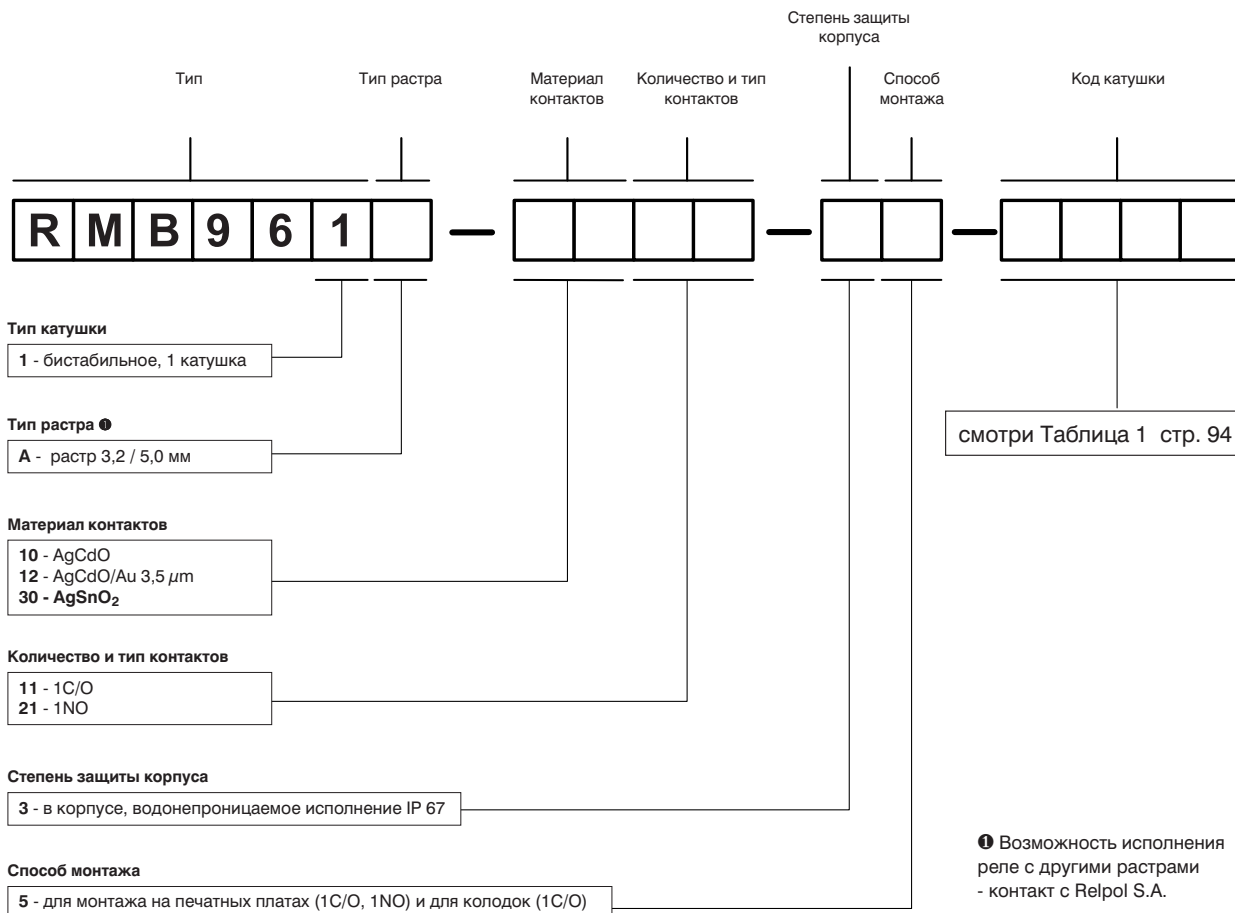 Степень защиты
корпуса
Тип
Тип растра
Материал
контактов
Количество и тип
контактов
Способ
монтажа
Код катушки
R M B 9 6 1
Тип катушки
1 - бистабильное, 1 катушка
Тип растра ❶
A - растр 3,2 / 5,0 мм
смотри Таблица 1 стр. 94
Материал контактов
10 - AgCdO
12 - AgCdO/Au 3,5 μm
30 - AgSnO₂
Количество и тип контактов
11 - 1C/O
21 - 1NO
Степень защиты корпуса
3 - в корпусе, водонепроницаемое исполнение IP 67
Способ монтажа
5 - для монтажа на печатных платах (1C/O, 1NO) и для колодок (1C/O)
❶ Возможность исполнения
реле с другими растрами
- контакт с Relpol S.A.